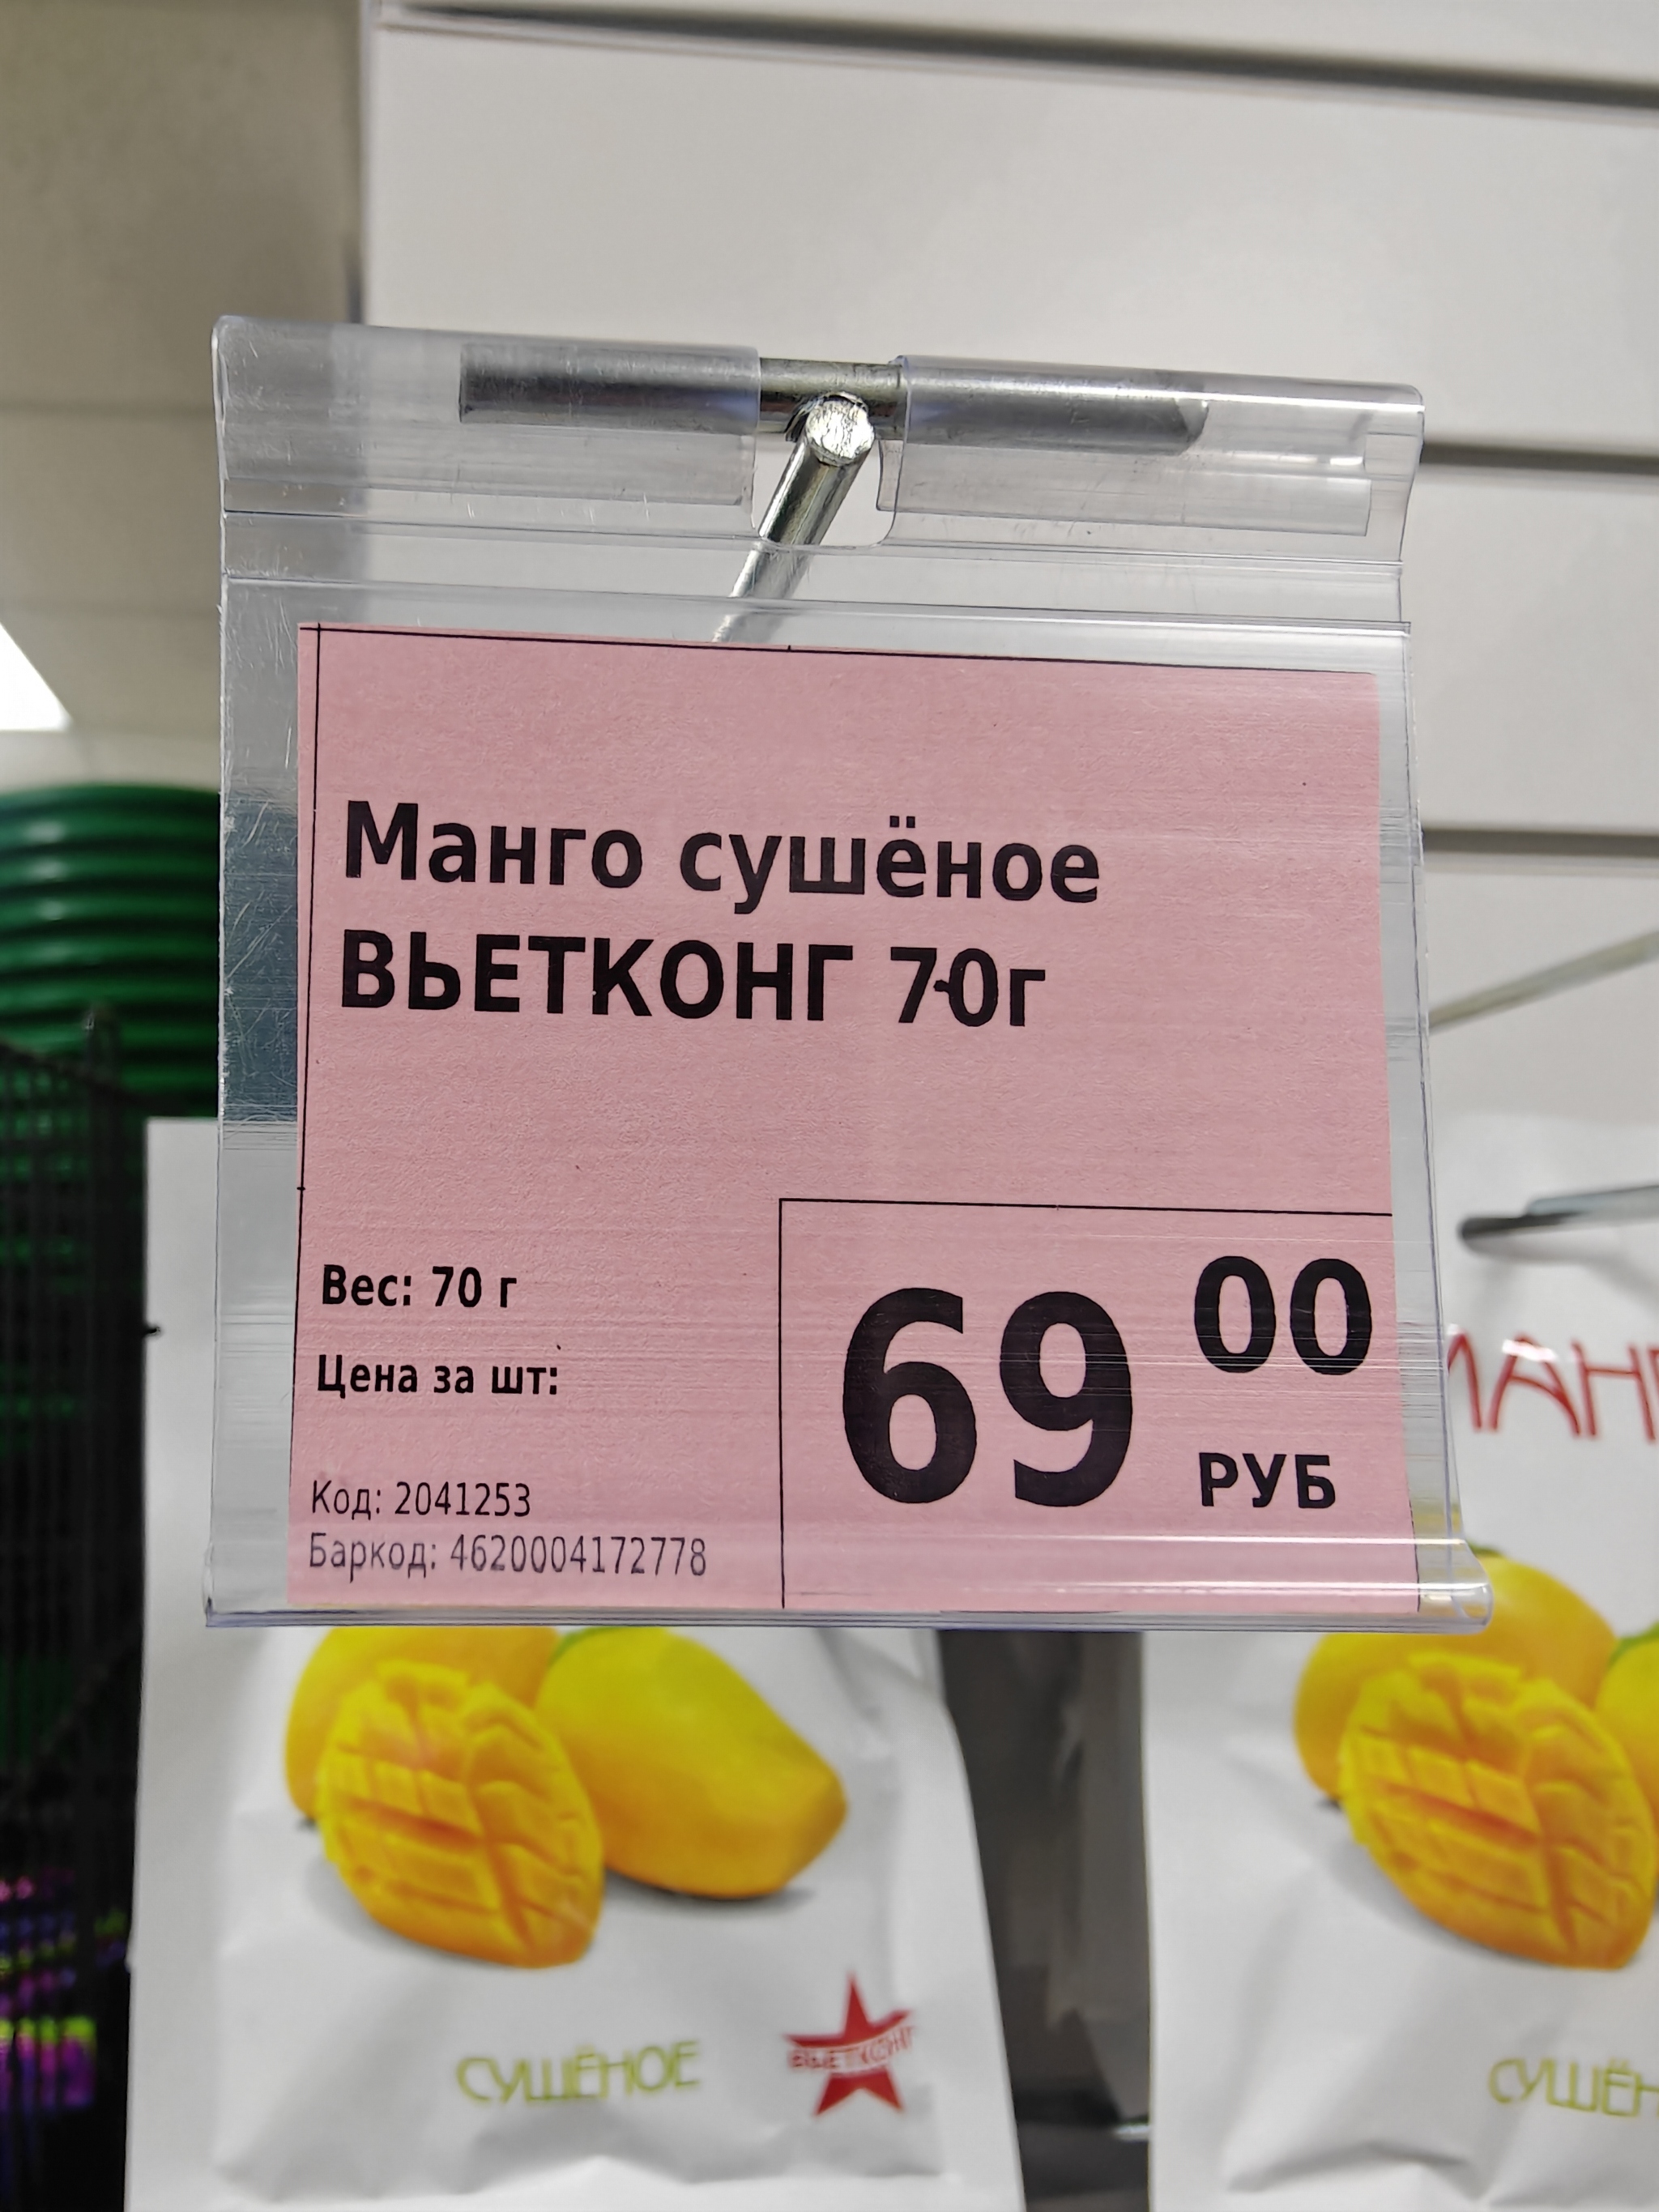 Манго сушёное
ВЬЕТКОНГ 70г
Вес: 70 г
Цена за шт:
69 00
РУБ
Код: 2041253
Баркод: 4620004172778
МАН
СУШЁНОЕ
ВЬЕТКОНГ
СУШЁН